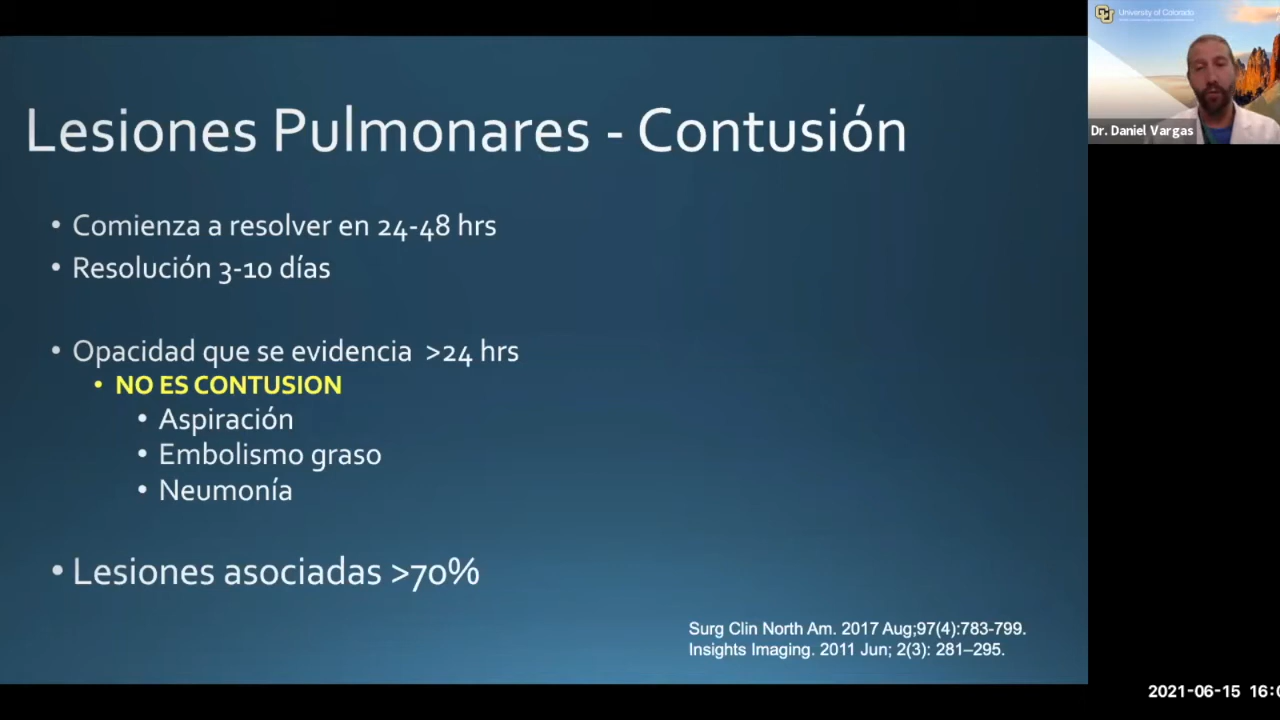 Lesiones Pulmonares - Contusión
• Comienza a resolver en 24-48 hrs
• Resolución 3-10 días
• Opacidad que se evidencia >24 hrs
• NO ES CONTUSION
• Aspiración
• Embolismo graso
• Neumonía
• Lesiones asociadas >70%
Surg Clin North Am. 2017 Aug;97(4):783-799.
Insights Imaging. 2011 Jun; 2(3): 281–295.
University of Colorado
Dr. Daniel Vargas
2021-06-15 16:0